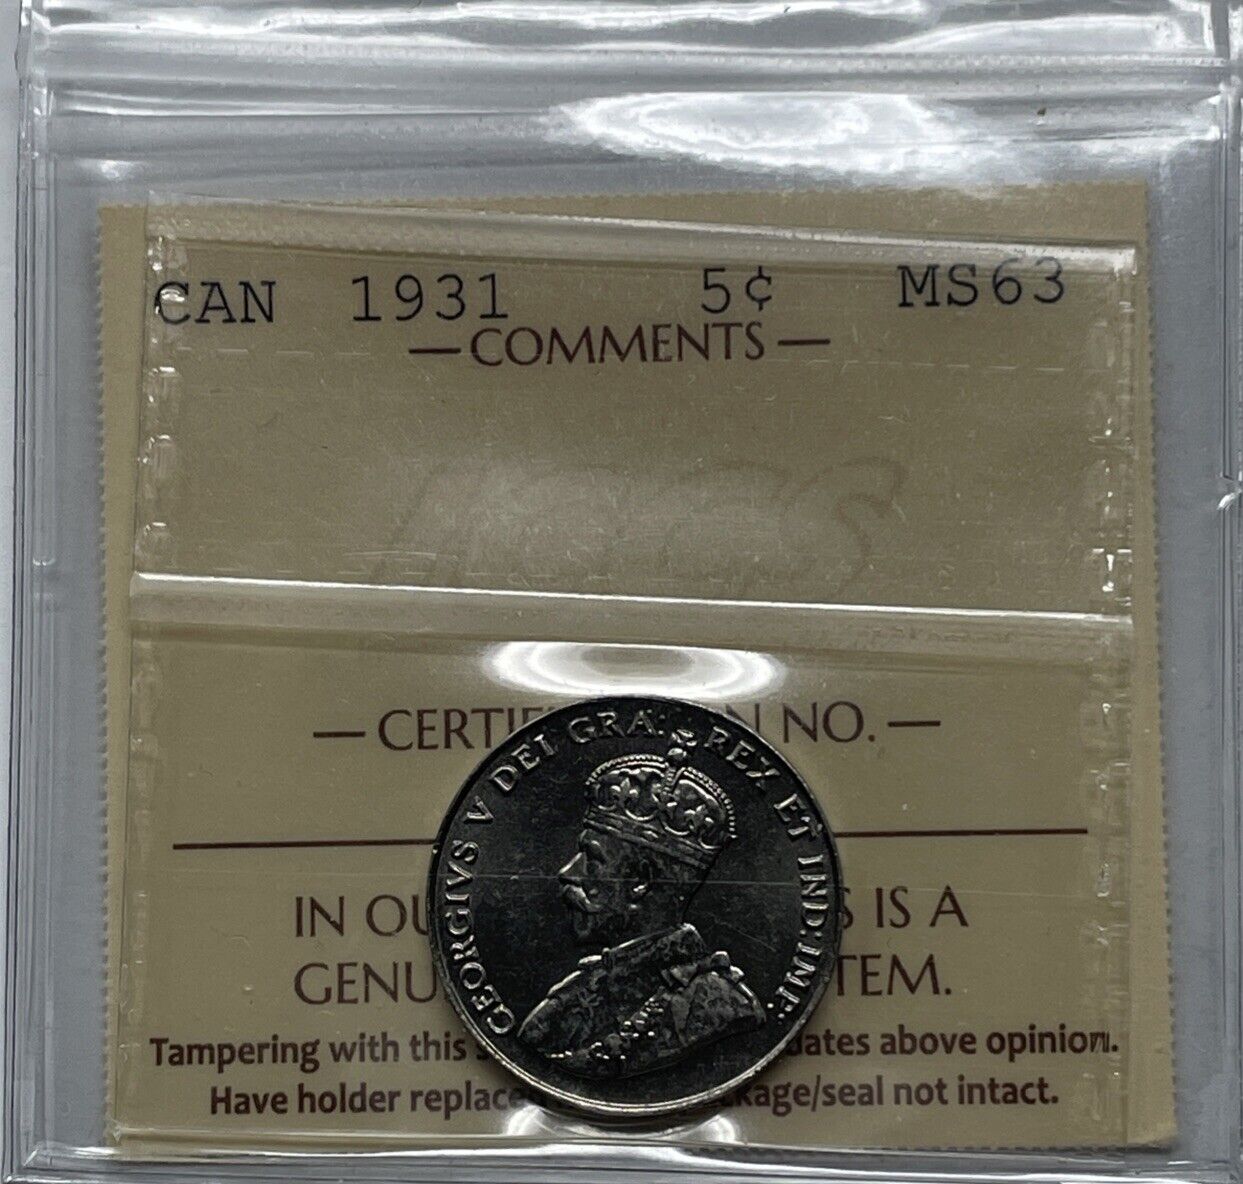 CAN 1931 5¢ MS63
— COMMENTS —
ICCS
— CERTIF N NO. —
IN OU S IS A
GENU TEM.
Tampering with this s dates above opinion.
Have holder replace kage/seal not intact.
GEORGIVS V DEI GRA: REX ET IND: IMP: